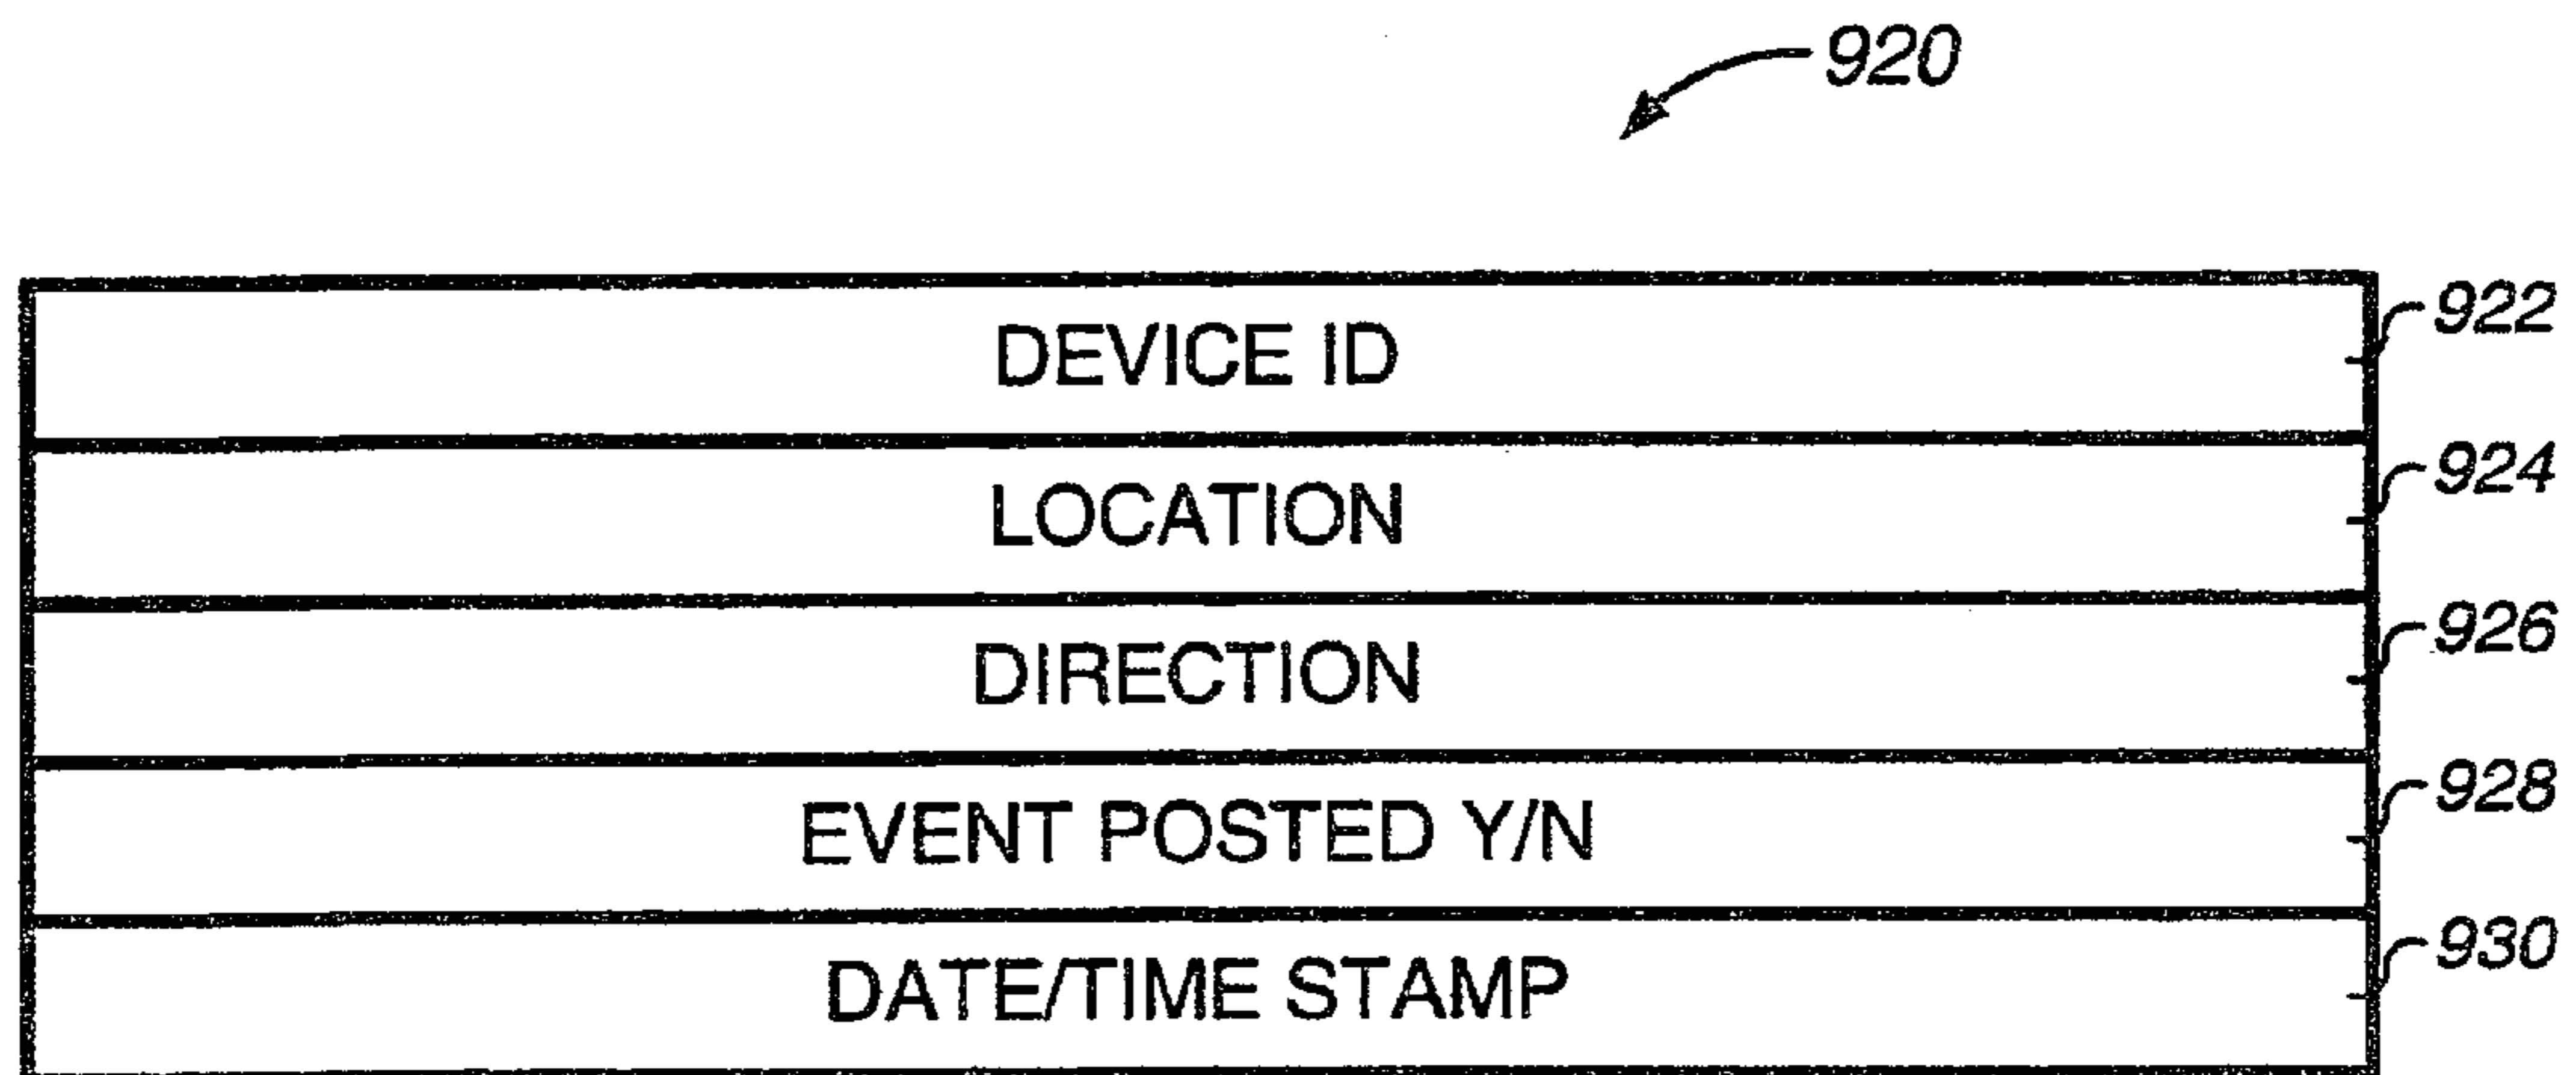 920
DEVICE ID 922
LOCATION 924
DIRECTION 926
EVENT POSTED Y/N 928
DATE/TIME STAMP 930